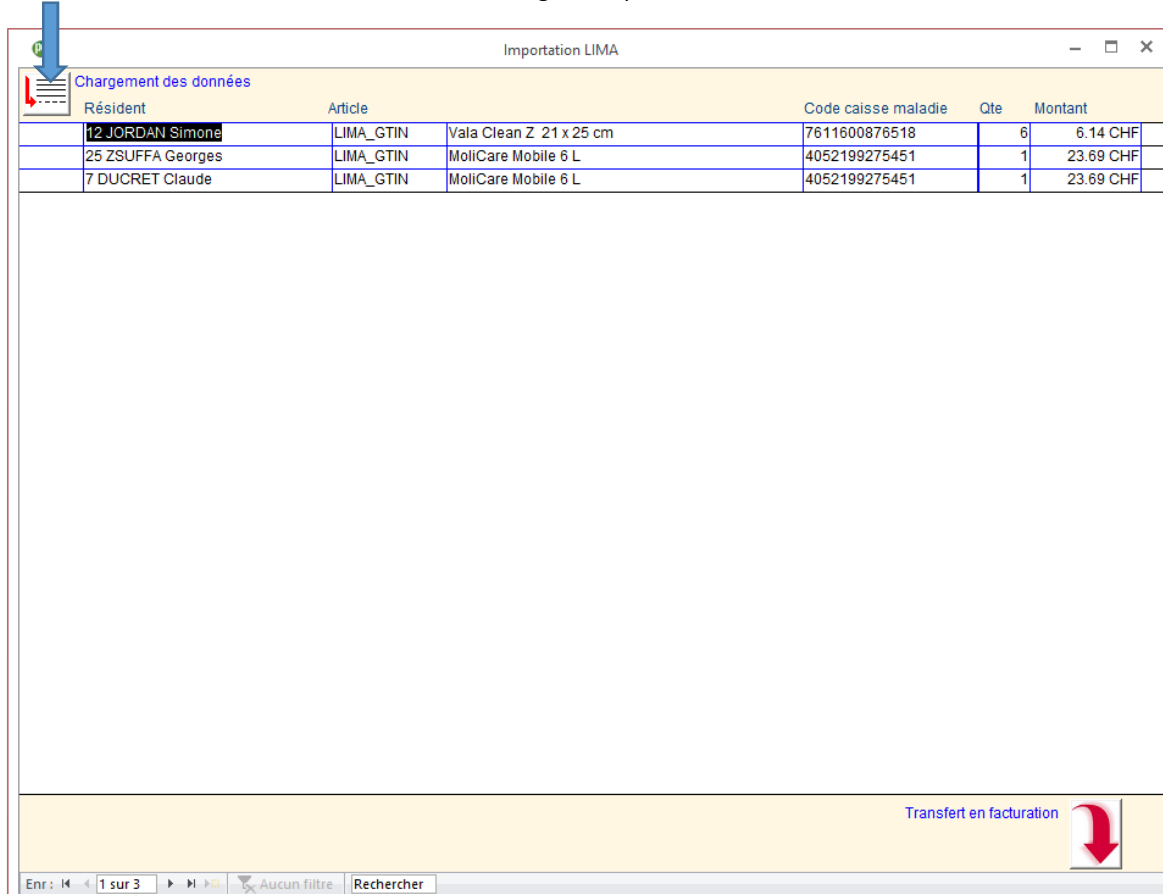 Importation LIMA
Chargement des données
Résident Article Code caisse maladie Qte Montant
12 JORDAN Simone LIMA_GTIN Vala Clean Z 21 x 25 cm 7611600876518 6 6.14 CHF
25 ZSUFFA Georges LIMA_GTIN MoliCare Mobile 6 L 4052199275451 1 23.69 CHF
7 DUCRET Claude LIMA_GTIN MoliCare Mobile 6 L 4052199275451 1 23.69 CHF
Transfert en facturation
Enr : 1 sur 3 Aucun filtre Rechercher